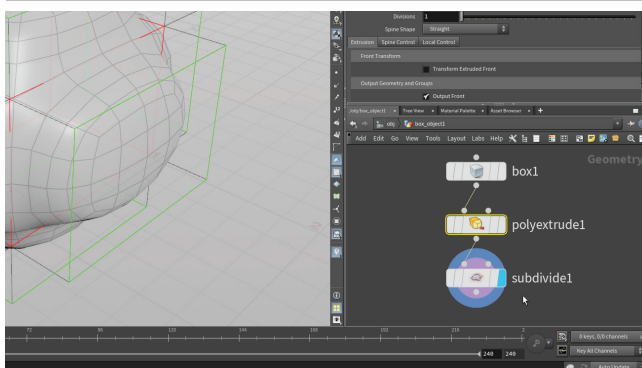 Divisions 1
Spine Shape Straight
Extrusion Spine Control Local Control
Front Transform
Transform Extruded Front
Output Geometry and Groups
Output Front
/obj/box_object1 Tree View Material Palette Asset Browser +
obj box_object1
Add Edit Go View Tools Layout Labs Help
Geometry
box1
polyextrude1
subdivide1
72 96 120 144 168 192 216 2
0 keys, 0/0 channels
240 240 Key All Channels
Auto Update